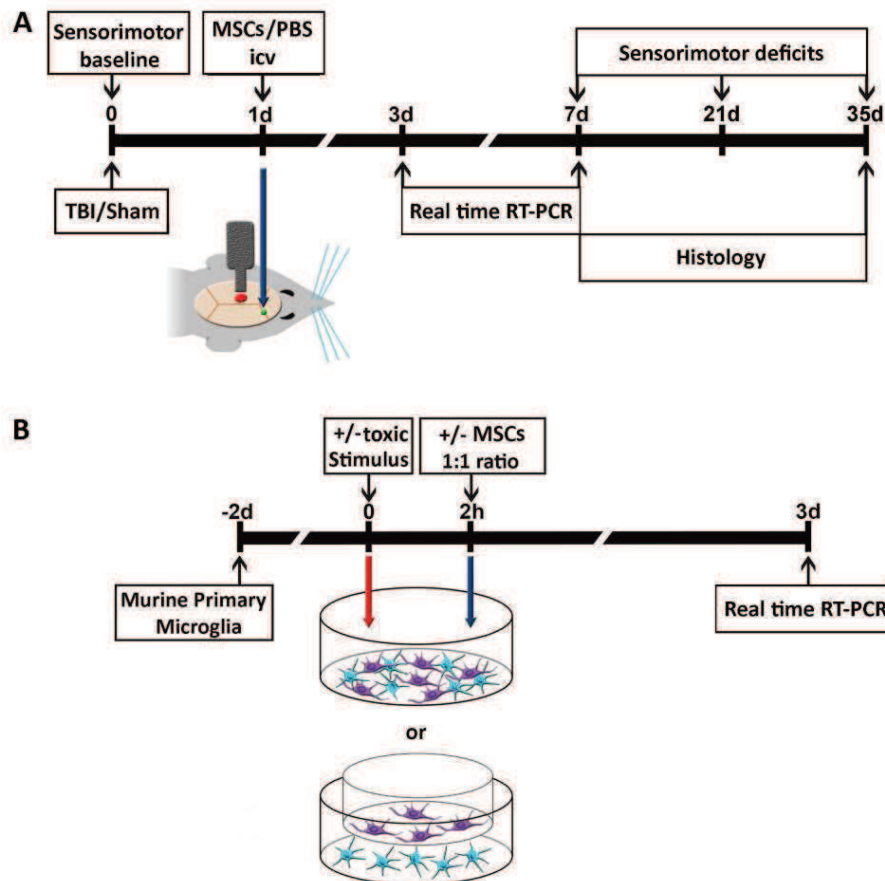 A
Sensorimotor
baseline
MSCs/PBS
icv
Sensorimotor deficits
0
1d
3d
7d
21d
35d
TBI/Sham
Real time RT-PCR
Histology
B
+/-toxic
Stimulus
+/- MSCs
1:1 ratio
-2d
0
2h
3d
Murine Primary
Microglia
Real time RT-PCR
or